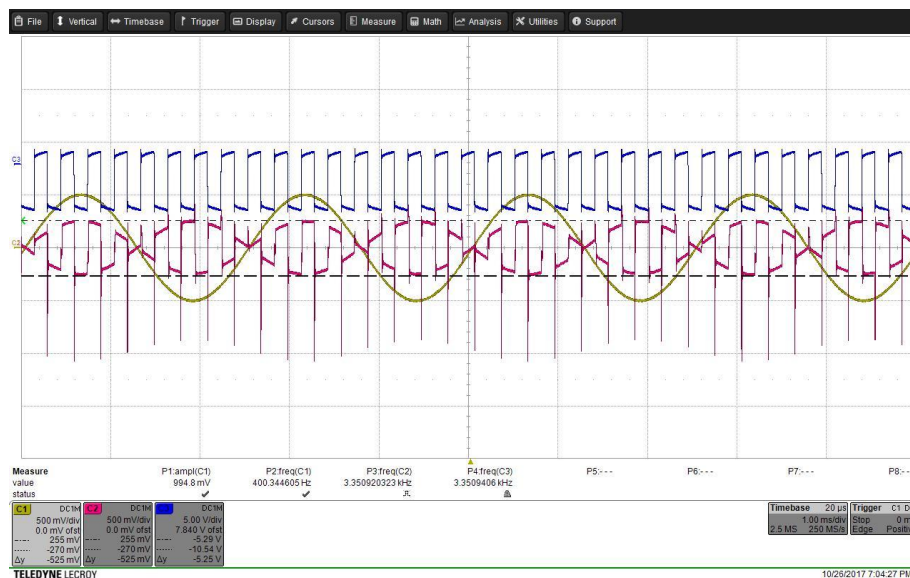 File Vertical Timebase Trigger Display Cursors Measure Math Analysis Utilities Support
C3
C2
Measure P1:ampl(C1) P2:freq(C1) P3:freq(C2) P4:freq(C3) P5:--- P6:--- P7:--- P8:--
value 994.8 mV 400.344605 Hz 3.350920323 kHz 3.3509406 kHz
status
C1 DC1M C2 DC1M DC1M Timebase 20 µs Trigger C1 D
500 mV/div 500 mV/div 5.00 V/div 1.00 ms/div Stop 0 m
0.0 mV ofst 0.0 mV ofst 7.840 V ofst 2.5 MS 250 MS/s Edge Positiv
255 mV 255 mV -5.29 V
-270 mV -270 mV -10.54 V
Δy -525 mV Δy -525 mV Δy -5.25 V
TELEDYNE LECROY 10/26/2017 7:04:27 PM